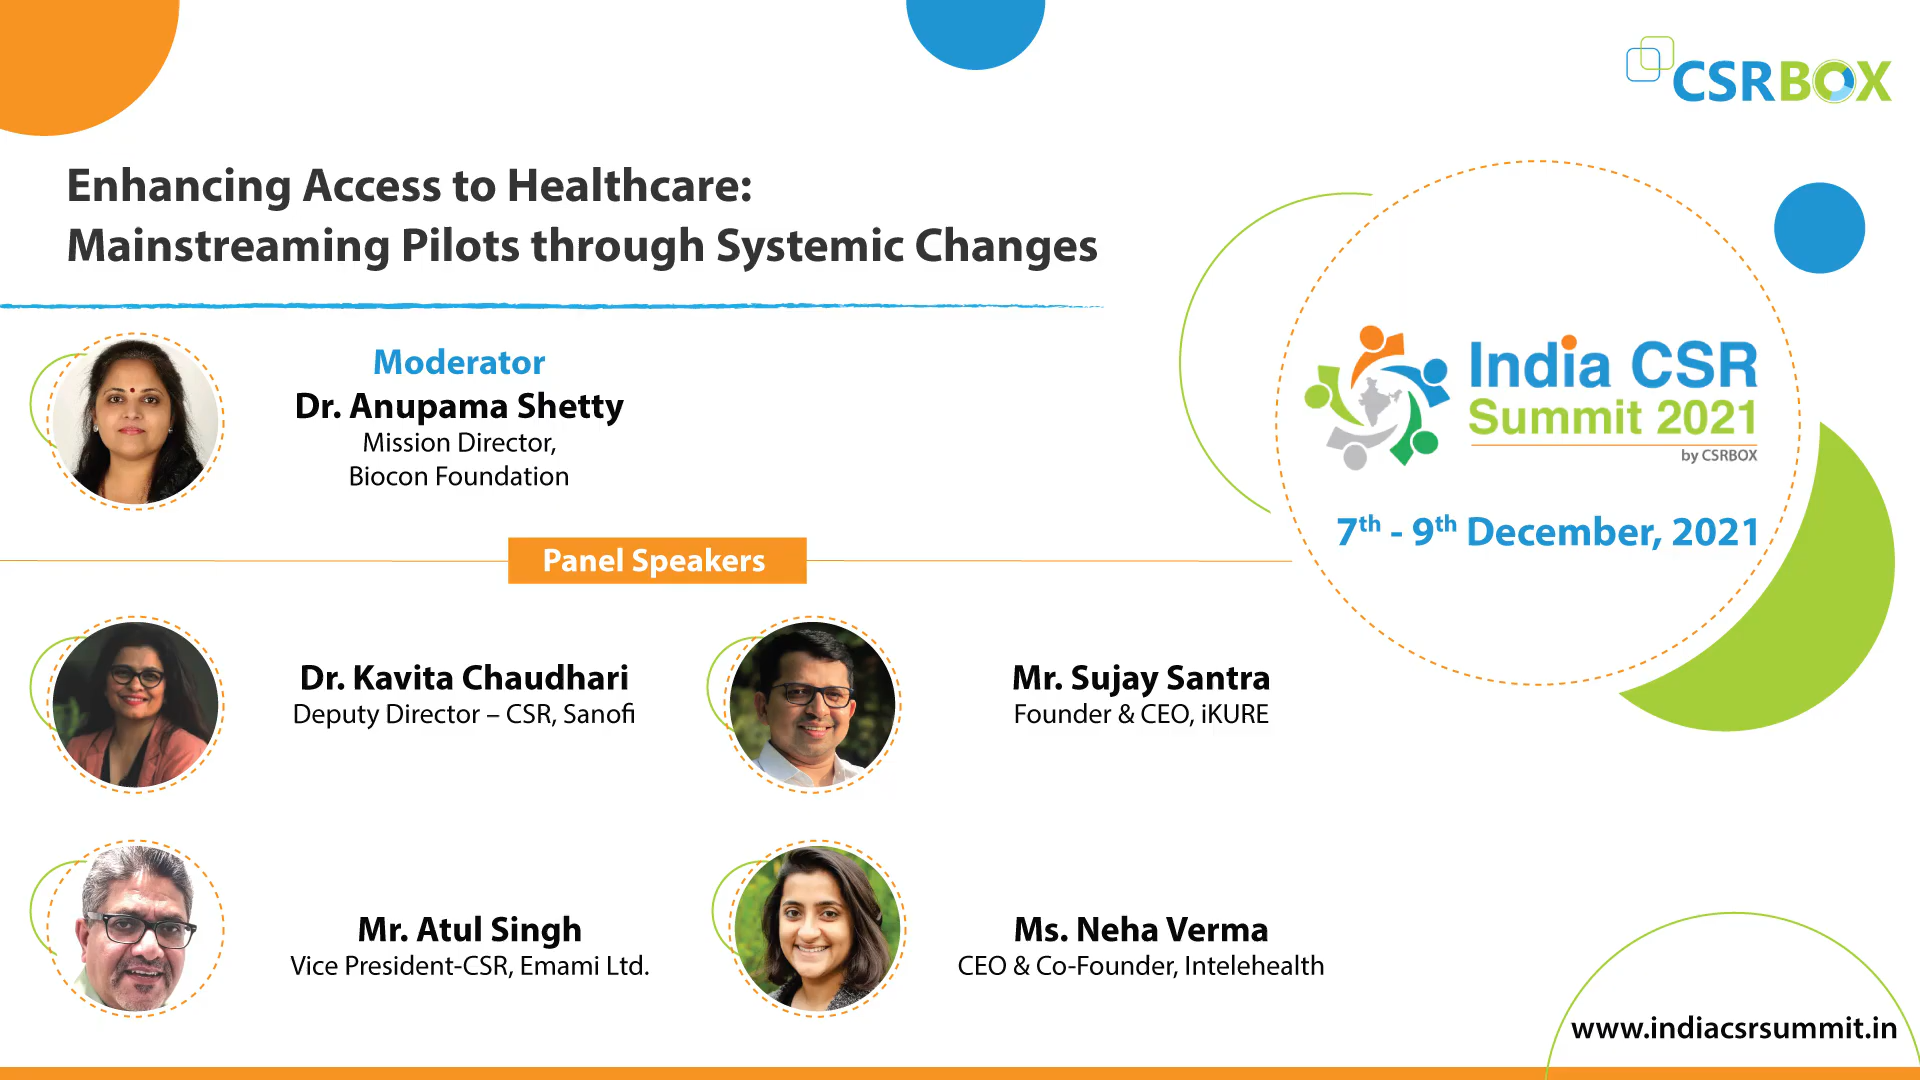 CSRBOX
Enhancing Access to Healthcare:
Mainstreaming Pilots through Systemic Changes
Moderator
Dr. Anupama Shetty
Mission Director,
Biocon Foundation
India CSR
Summit 2021
by CSRBOX
7th - 9th December, 2021
Panel Speakers
Dr. Kavita Chaudhari
Deputy Director – CSR, Sanofi
Mr. Sujay Santra
Founder & CEO, iKURE
Mr. Atul Singh
Vice President-CSR, Emami Ltd.
Ms. Neha Verma
CEO & Co-Founder, Intelehealth
www.indiacsrsummit.in